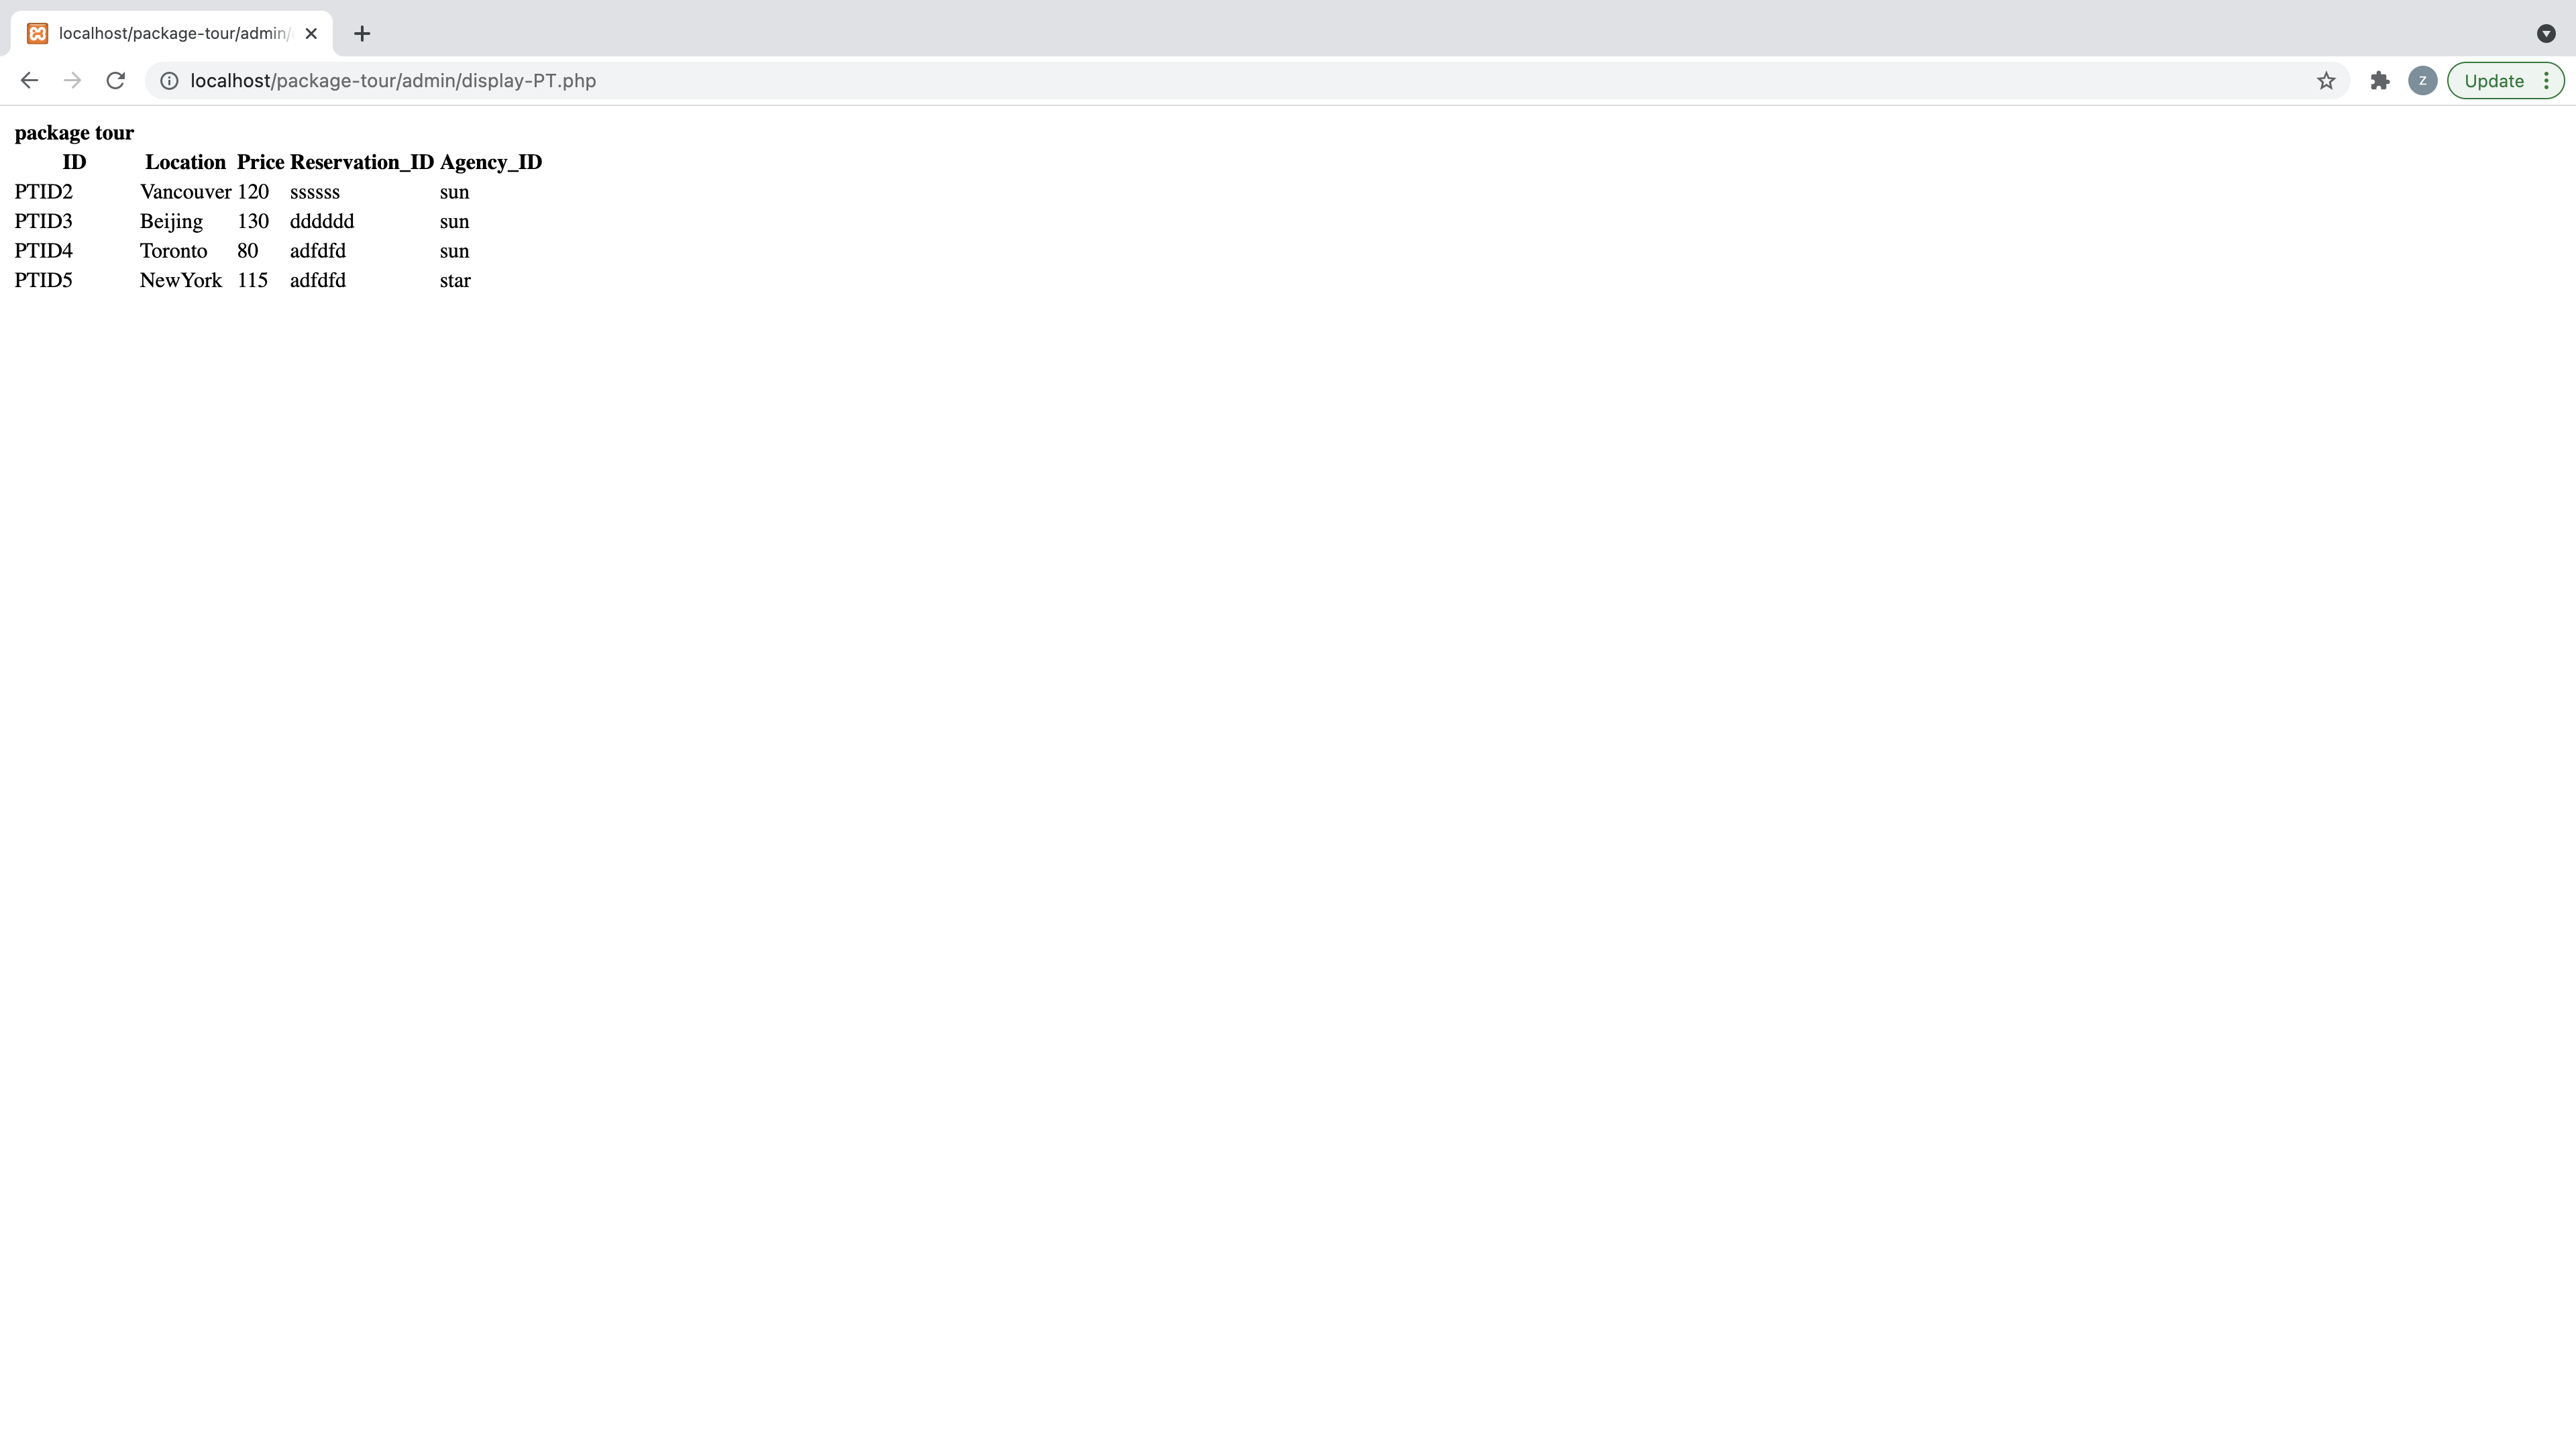 localhost/package-tour/admin/
localhost/package-tour/admin/display-PT.php
Z
Update
package tour
ID Location Price Reservation_ID Agency_ID
PTID2 Vancouver 120 ssssss sun
PTID3 Beijing 130 dddddd sun
PTID4 Toronto 80 adfdfd sun
PTID5 NewYork 115 adfdfd star